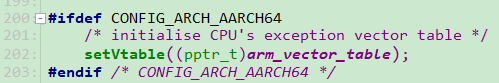 200 #ifdef CONFIG_ARCH_AARCH64
201 /* initialise CPU's exception vector table */
202 setVtable((pptr_t)arm_vector_table);
203 #endif /* CONFIG_ARCH_AARCH64 */